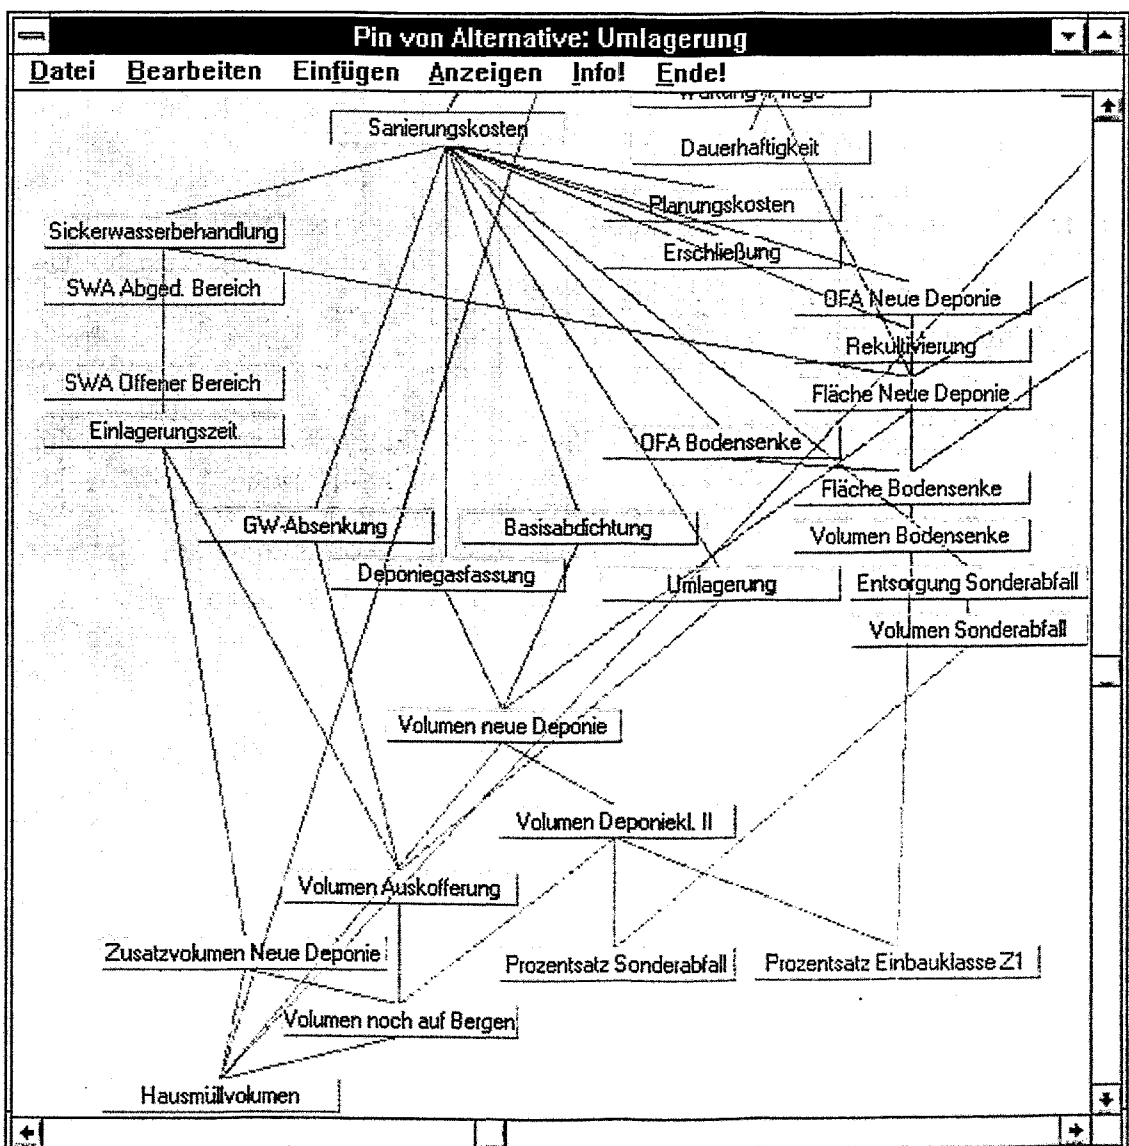 Pin von Alternative: Umlagerung
Datei Bearbeiten Einfügen Anzeigen Info! Ende!
Sanierungskosten
Dauerhaftigkeit
Planungskosten
Sickerwasserbehandlung
Erschließung
SWA Abged. Bereich
OFA Neue Deponie
Rekultivierung
SWA Offener Bereich
Fläche Neue Deponie
Einlagerungszeit
OFA Bodensenke
Fläche Bodensenke
GW-Absenkung
Basisabdichtung
Volumen Bodensenke
Deponiegasfassung
Umlagerung
Entsorgung Sonderabfall
Volumen Sonderabfall
Volumen neue Deponie
Volumen Deponiekl. II
Volumen Auskofferung
Zusatzvolumen Neue Deponie
Prozentsatz Sonderabfall
Prozentsatz Einbauklasse Z1
Volumen noch auf Bergen
Hausmüllvolumen